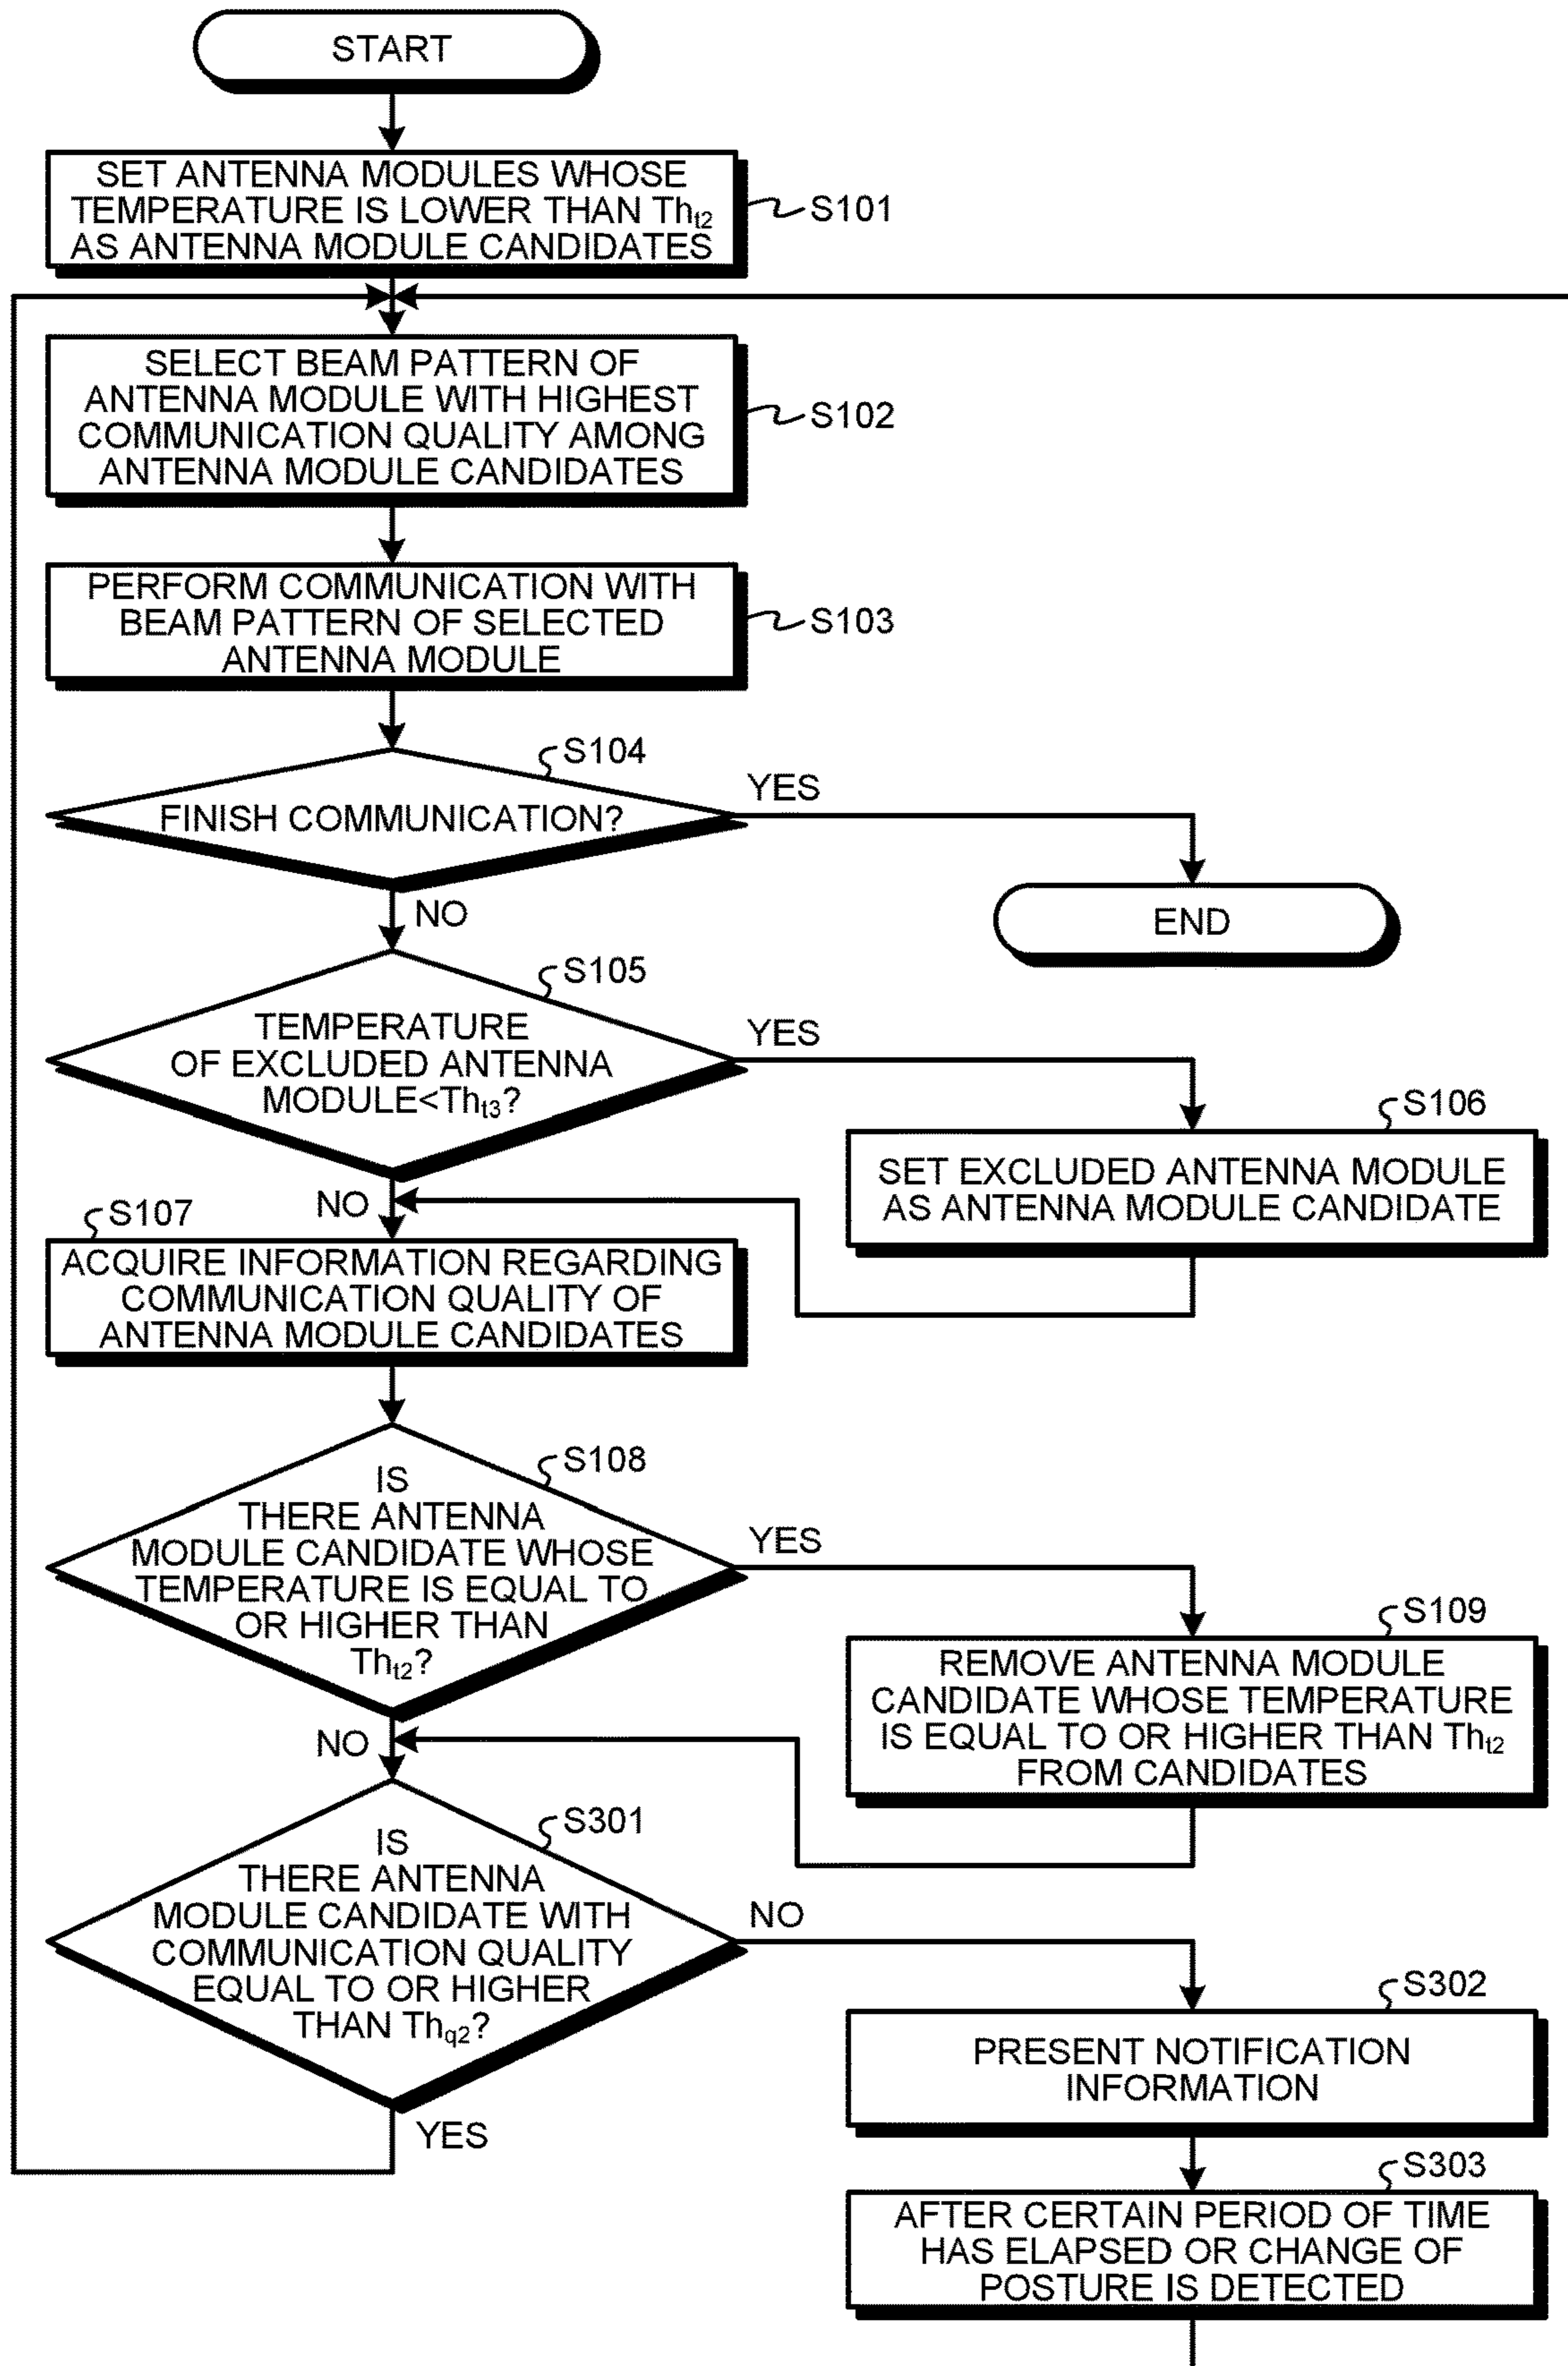 START
SET ANTENNA MODULES WHOSE
TEMPERATURE IS LOWER THAN Tht2
AS ANTENNA MODULE CANDIDATES
S101
SELECT BEAM PATTERN OF
ANTENNA MODULE WITH HIGHEST
COMMUNICATION QUALITY AMONG
ANTENNA MODULE CANDIDATES
S102
PERFORM COMMUNICATION WITH
BEAM PATTERN OF SELECTED
ANTENNA MODULE
S103
S104
FINISH COMMUNICATION?
YES
NO
END
S105
TEMPERATURE
OF EXCLUDED ANTENNA
MODULE<Tht3?
YES
NO
S106
SET EXCLUDED ANTENNA MODULE
AS ANTENNA MODULE CANDIDATE
S107
ACQUIRE INFORMATION REGARDING
COMMUNICATION QUALITY OF
ANTENNA MODULE CANDIDATES
S108
IS
THERE ANTENNA
MODULE CANDIDATE WHOSE
TEMPERATURE IS EQUAL TO
OR HIGHER THAN
Tht2?
YES
NO
S109
REMOVE ANTENNA MODULE
CANDIDATE WHOSE TEMPERATURE
IS EQUAL TO OR HIGHER THAN Tht2
FROM CANDIDATES
S301
IS
THERE ANTENNA
MODULE CANDIDATE WITH
COMMUNICATION QUALITY
EQUAL TO OR HIGHER
THAN Thq2?
NO
YES
S302
PRESENT NOTIFICATION
INFORMATION
S303
AFTER CERTAIN PERIOD OF TIME
HAS ELAPSED OR CHANGE OF
POSTURE IS DETECTED